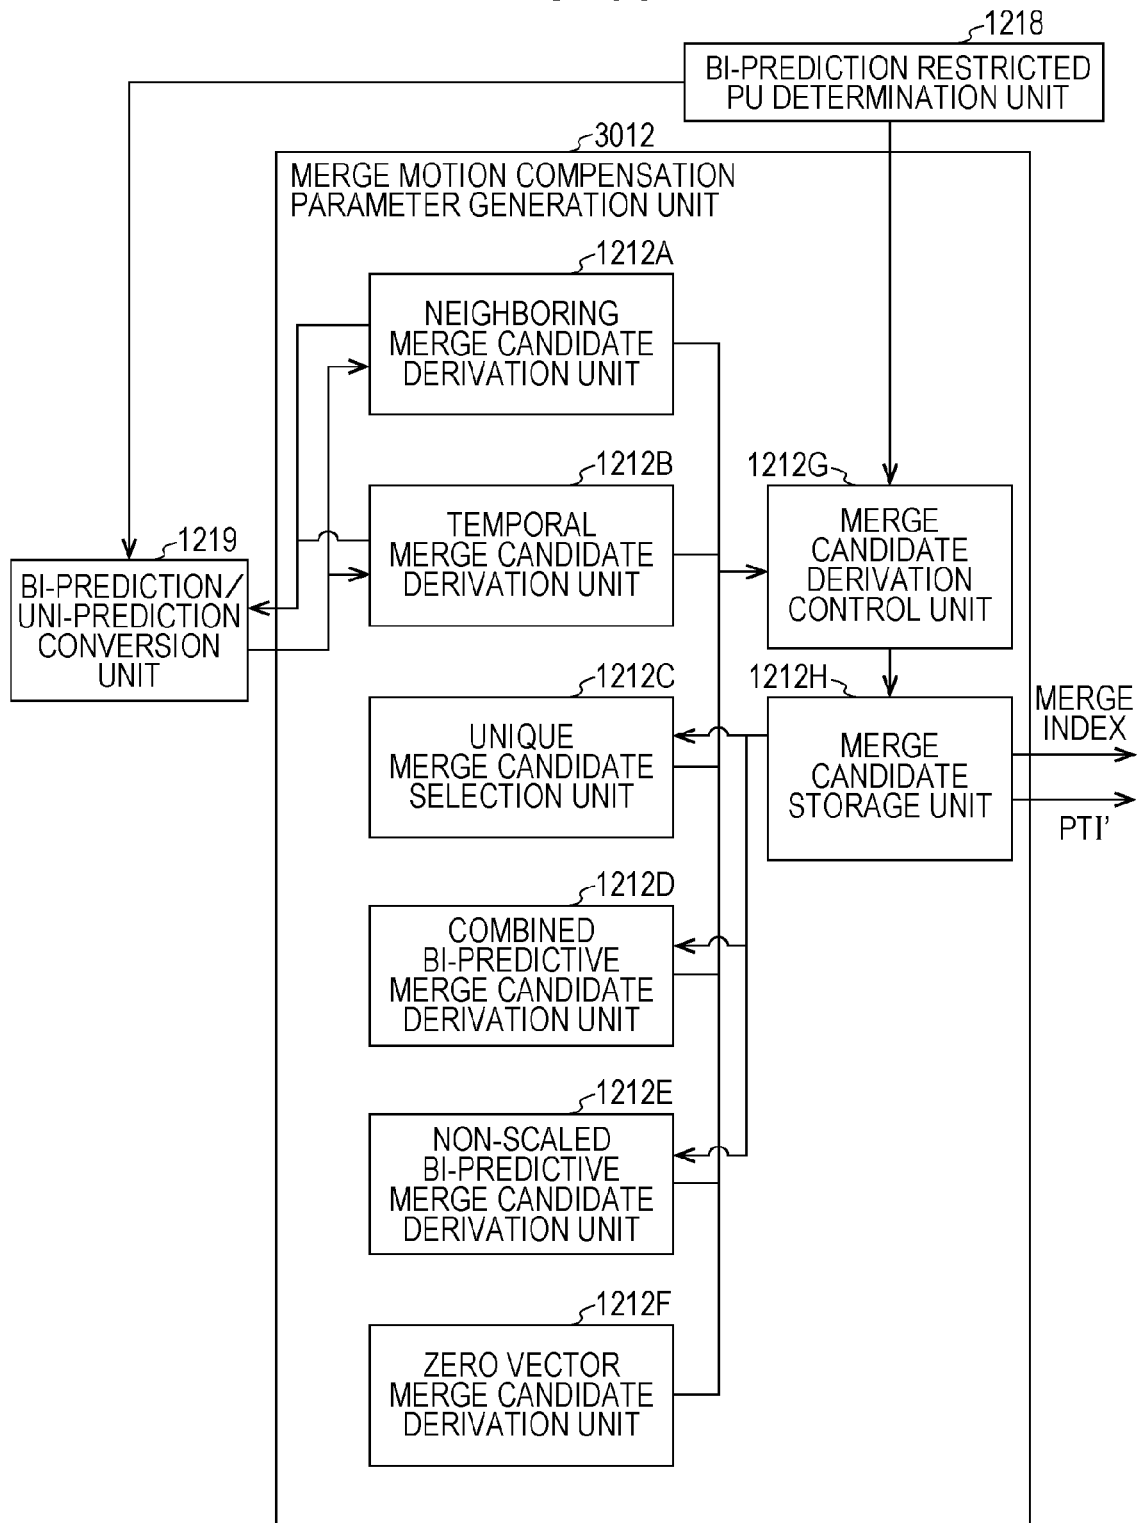 1218
BI-PREDICTION RESTRICTED
PU DETERMINATION UNIT
3012
MERGE MOTION COMPENSATION
PARAMETER GENERATION UNIT
1212A
NEIGHBORING
MERGE CANDIDATE
DERIVATION UNIT
1212B
TEMPORAL
MERGE CANDIDATE
DERIVATION UNIT
1212G
MERGE
CANDIDATE
DERIVATION
CONTROL UNIT
1219
BI-PREDICTION/
UNI-PREDICTION
CONVERSION
UNIT
1212C
UNIQUE
MERGE CANDIDATE
SELECTION UNIT
1212H
MERGE
CANDIDATE
STORAGE UNIT
MERGE
INDEX
PTI'
1212D
COMBINED
BI-PREDICTIVE
MERGE CANDIDATE
DERIVATION UNIT
1212E
NON-SCALED
BI-PREDICTIVE
MERGE CANDIDATE
DERIVATION UNIT
1212F
ZERO VECTOR
MERGE CANDIDATE
DERIVATION UNIT